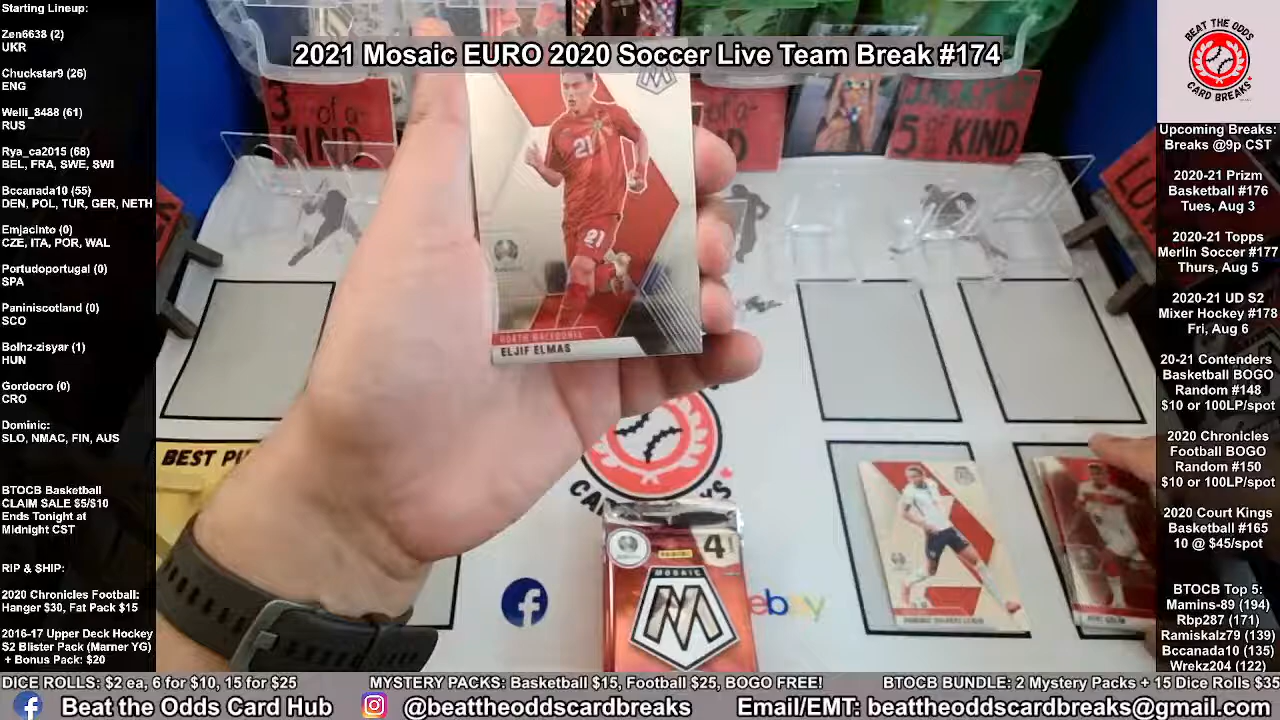 Starting Lineup:
Zen6638 (2)
UKR
Chuckstar9 (26)
ENG
Welli_8488 (61)
RUS
Rya_ca2015 (68)
BEL, FRA, SWE, SWI
Bccanada10 (55)
DEN, POL, TUR, GER, NETH
Emjacinto (0)
CZE, ITA, POR, WAL
Portudoportugal (0)
SPA
Paniniscotland (0)
SCO
Bolhz-zisyar (1)
HUN
Gordocro (0)
CRO
Dominic:
SLO, NMAC, FIN, AUS
BTOCB Basketball
CLAIM SALE $5/$10
Ends Tonight at
Midnight CST
RIP & $HIP:
2020 Chronicles Football:
Hanger $30, Fat Pack $15
2016-17 Upper Deck Hockey
S2 Blister Pack (Marner YG)
+ Bonus Pack: $20
2021 Mosaic EURO 2020 Soccer Live Team Break #174
3
of a
KIND
of a-
ND
JACKPOT
5 of KIND
21
21
NORTH MACEDONIA
ELJIF ELMAS
BEST PU
PANINI
4
MOSAIC
M
ebay
BEAT THE ODDS
CARD BREAKS
Upcoming Breaks:
Breaks @9p CST
2020-21 Prizm
Basketball #176
Tues, Aug 3
2020-21 Topps
Merlin Soccer #177
Thurs, Aug 5
2020-21 UD S2
Mixer Hockey #178
Fri, Aug 6
20-21 Contenders
Basketball BOGO
Random #148
$10 or 100LP/spot
2020 Chronicles
Football BOGO
Random #150
$10 or 100LP/spot
2020 Court Kings
Basketball #165
10 @ $45/spot
BTOCB Top 5:
Mamins-89 (194)
Rbp287 (171)
Ramiskalz79 (139)
Bccanada10 (135)
Wrekz204 (122)
DICE ROLLS: $2 ea, 6 for $10, 15 for $25
MYSTERY PACKS: Basketball $15, Football $25, BOGO FREE!
BTOCB BUNDLE: 2 Mystery Packs + 15 Dice Rolls $35
Beat the Odds Card Hub
@beattheoddscardbreaks
Email/EMT: beattheoddscardbreaks@gmail.com